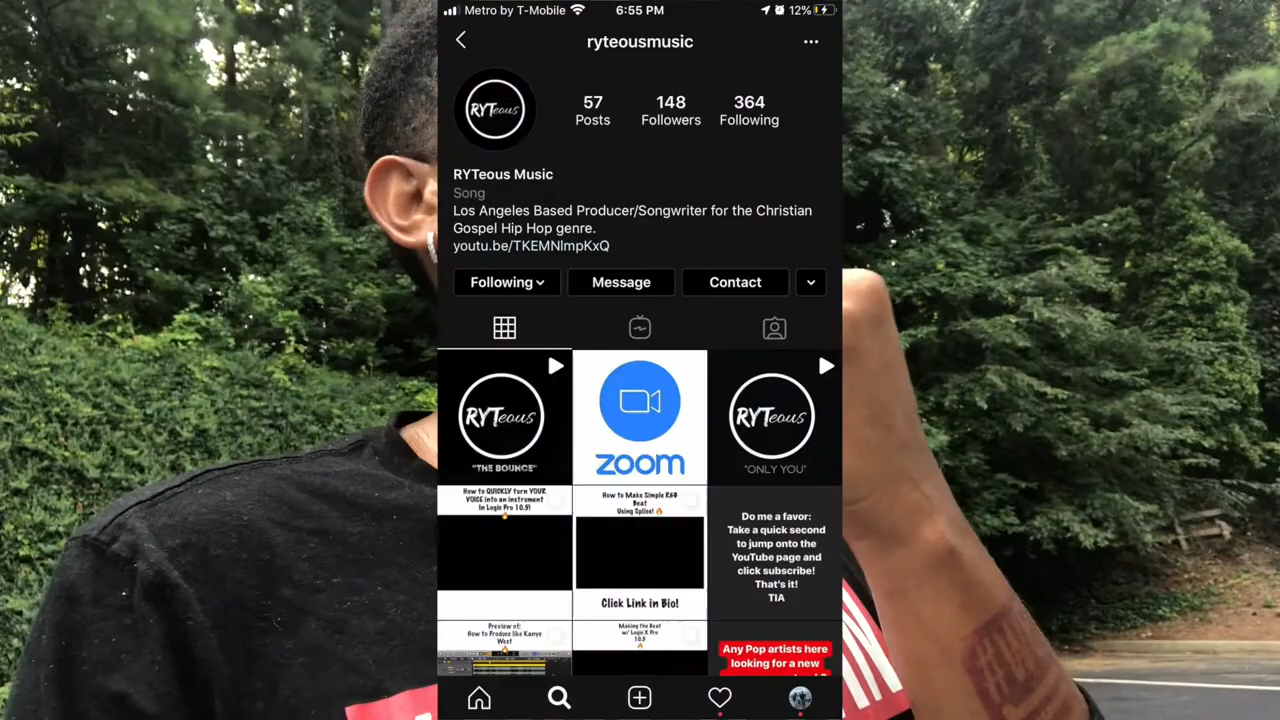 Metro by T-Mobile
6:55 PM
12%
ryteousmusic
RYTeous
57
Posts
148
Followers
364
Following
RYTeous Music
Song
Los Angeles Based Producer/Songwriter for the Christian
Gospel Hip Hop genre.
youtu.be/TKEMNlmpKxQ
Following
Message
Contact
RYTeous
"THE BOUNCE"
zoom
RYTeous
"ONLY YOU"
How to QUICKLY turn YOUR
VOICE into an instrument
In Logic Pro 10.5!
How to Make Simple R&B
Beat
Using Splice!
Click Link in Bio!
Do me a favor:
Take a quick second
to jump onto the
YouTube page and
click subscribe!
That's it!
TIA
Preview of:
How to Produce like Kanye
West
Making the Beat
w/ Logic X Pro
10.5
Any Pop artists here
looking for a new